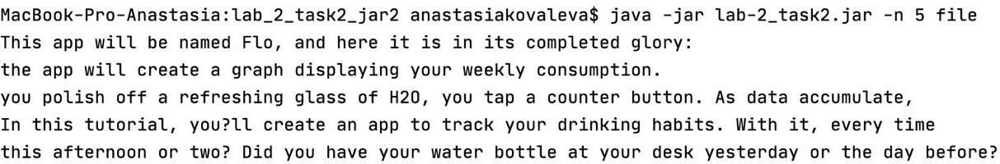 MacBook-Pro-Anastasia:lab_2_task2_jar2 anastasiakovaleva$ java -jar lab-2_task2.jar -n 5 file
This app will be named Flo, and here it is in its completed glory:
the app will create a graph displaying your weekly consumption.
you polish off a refreshing glass of H2O, you tap a counter button. As data accumulate,
In this tutorial, you?ll create an app to track your drinking habits. With it, every time
this afternoon or two? Did you have your water bottle at your desk yesterday or the day before?